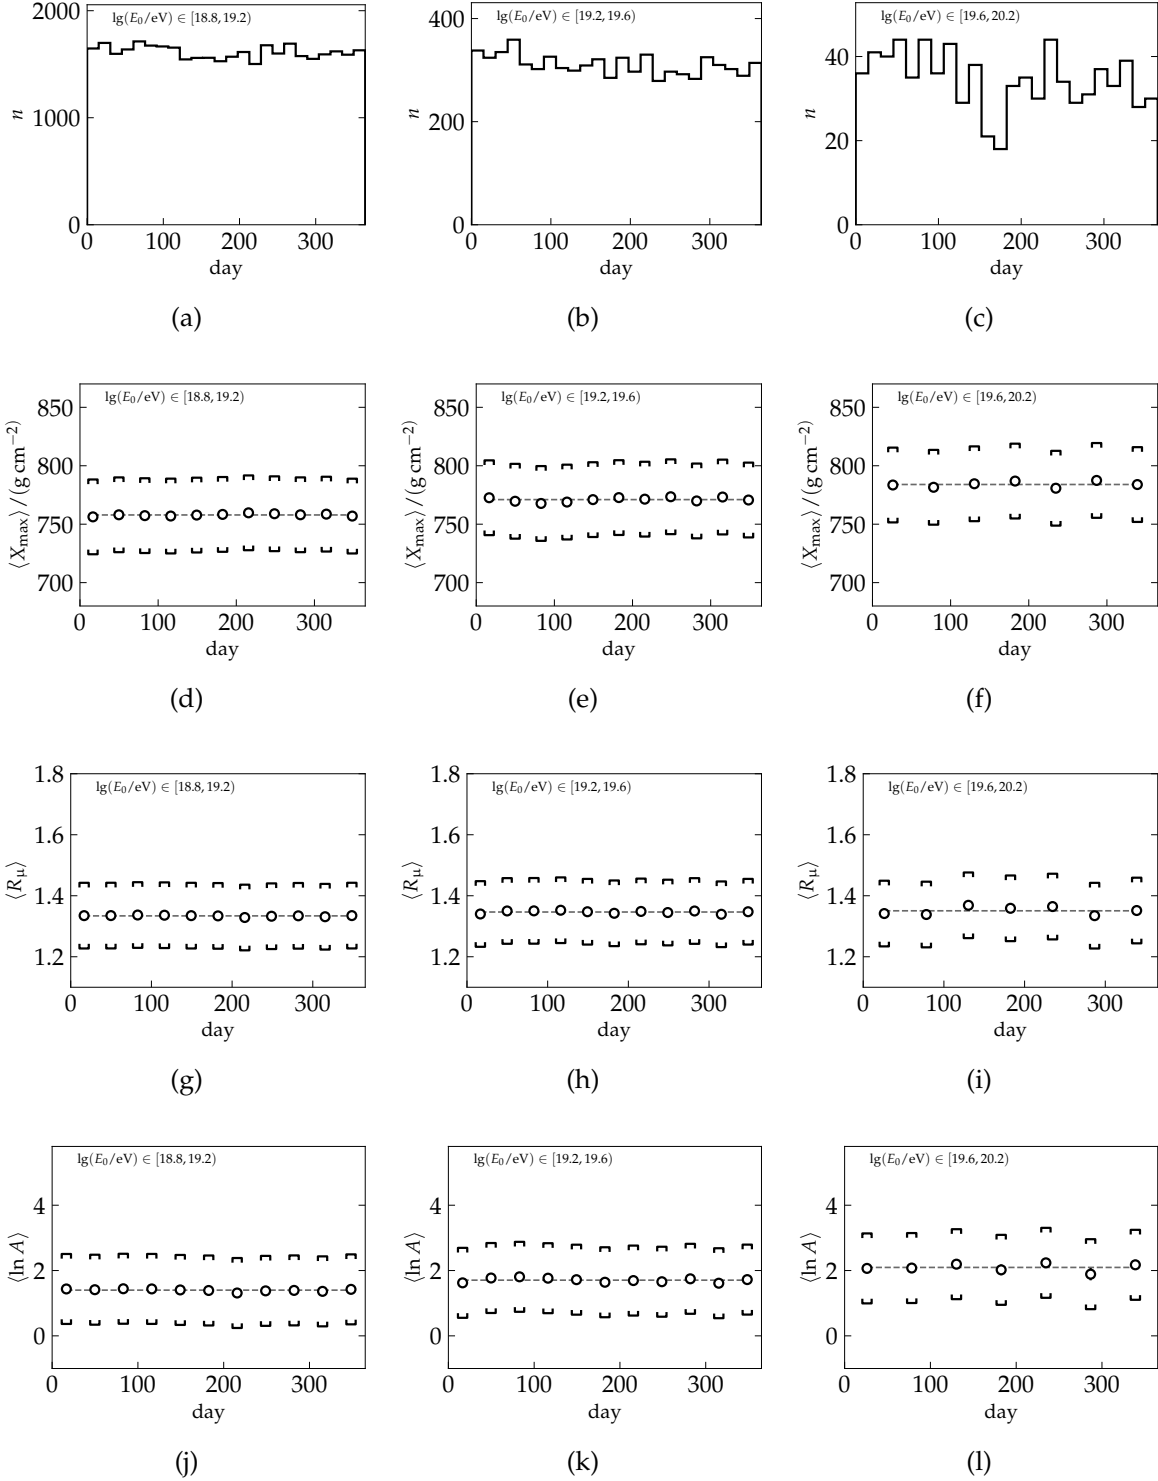 lg(E₀/eV) ∈ [18.8, 19.2)
2000
1000
0
n
0 100 200 300
day
(a)
lg(E₀/eV) ∈ [19.2, 19.6)
400
200
0
n
0 100 200 300
day
(b)
lg(E₀/eV) ∈ [19.6, 20.2)
40
20
0
n
0 100 200 300
day
(c)
lg(E₀/eV) ∈ [18.8, 19.2)
850
800
750
700
⟨X_max⟩ / (g cm⁻²)
0 100 200 300
day
(d)
lg(E₀/eV) ∈ [19.2, 19.6)
850
800
750
700
⟨X_max⟩ / (g cm⁻²)
0 100 200 300
day
(e)
lg(E₀/eV) ∈ [19.6, 20.2)
850
800
750
700
⟨X_max⟩ / (g cm⁻²)
0 100 200 300
day
(f)
lg(E₀/eV) ∈ [18.8, 19.2)
1.8
1.6
1.4
1.2
⟨R_μ⟩
0 100 200 300
day
(g)
lg(E₀/eV) ∈ [19.2, 19.6)
1.8
1.6
1.4
1.2
⟨R_μ⟩
0 100 200 300
day
(h)
lg(E₀/eV) ∈ [19.6, 20.2)
1.8
1.6
1.4
1.2
⟨R_μ⟩
0 100 200 300
day
(i)
lg(E₀/eV) ∈ [18.8, 19.2)
4
2
0
⟨ln A⟩
0 100 200 300
day
(j)
lg(E₀/eV) ∈ [19.2, 19.6)
4
2
0
⟨ln A⟩
0 100 200 300
day
(k)
lg(E₀/eV) ∈ [19.6, 20.2)
4
2
0
⟨ln A⟩
0 100 200 300
day
(l)